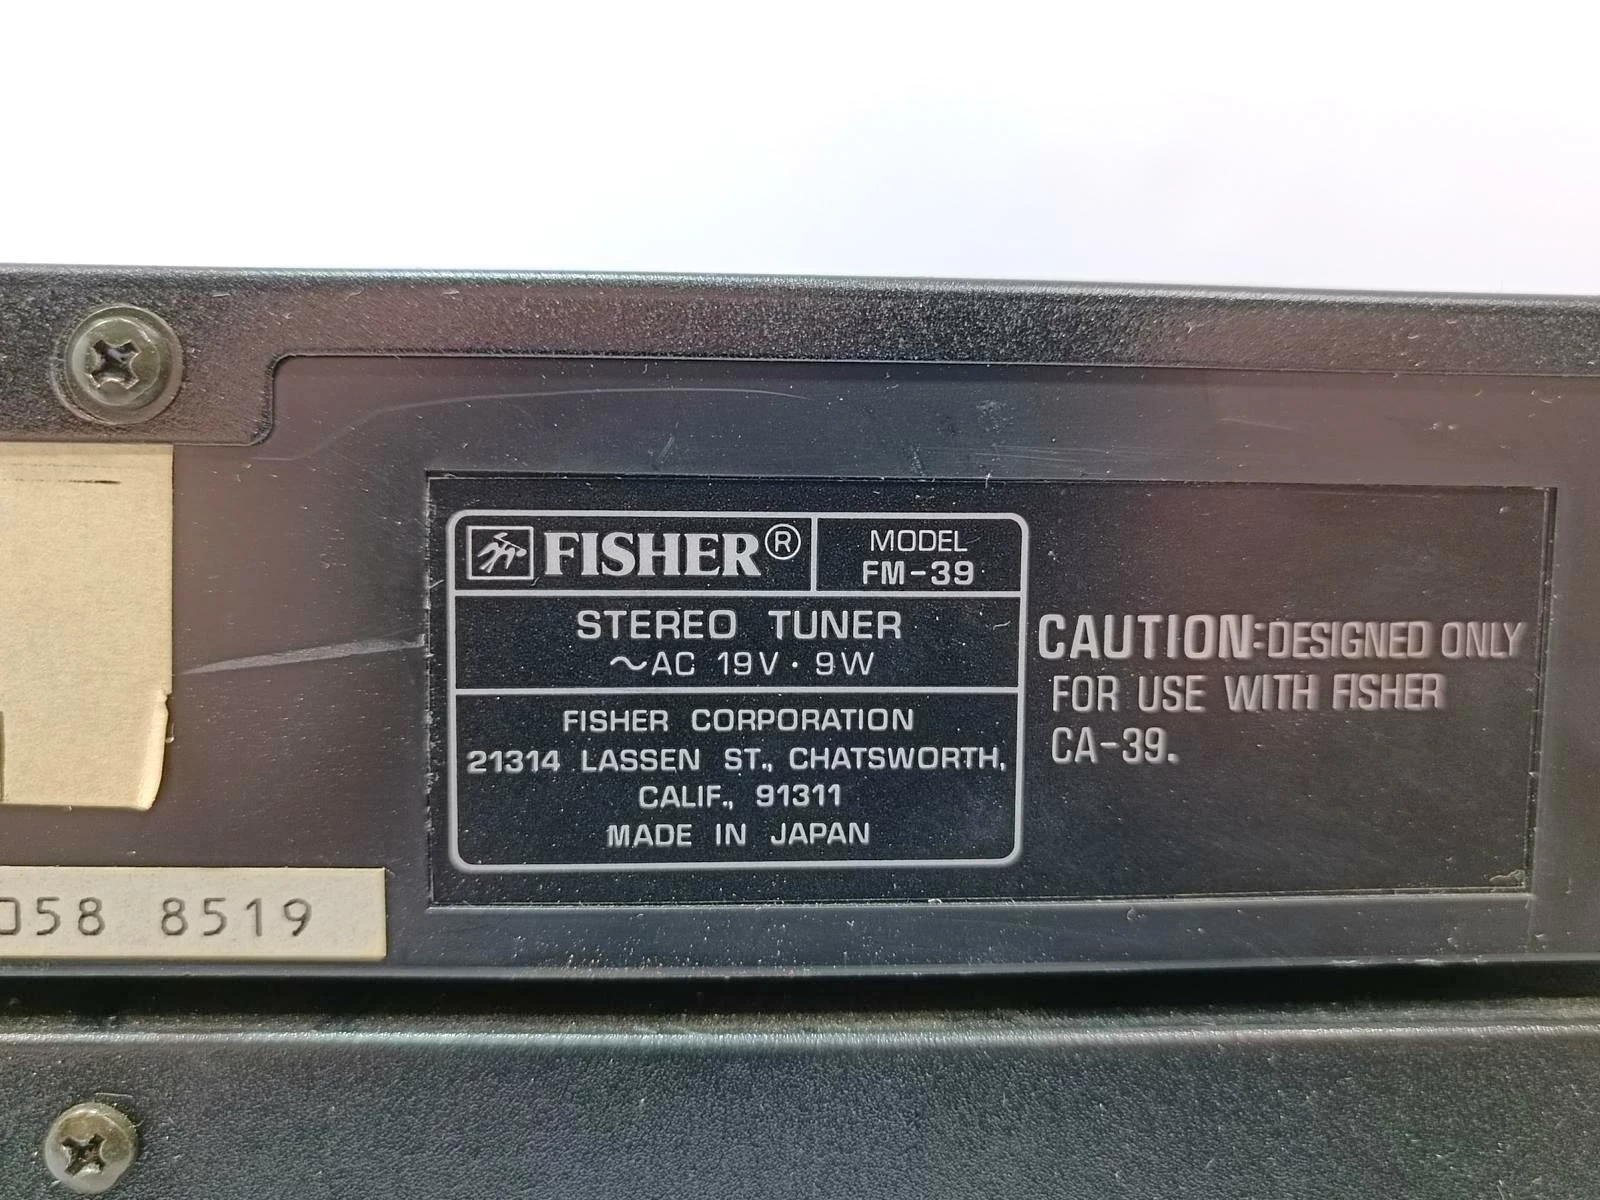 FISHER®
MODEL
FM-39
STEREO TUNER
~AC 19V · 9W
FISHER CORPORATION
21314 LASSEN ST., CHATSWORTH,
CALIF., 91311
MADE IN JAPAN
CAUTION: DESIGNED ONLY
FOR USE WITH FISHER
CA-39.
058 8519